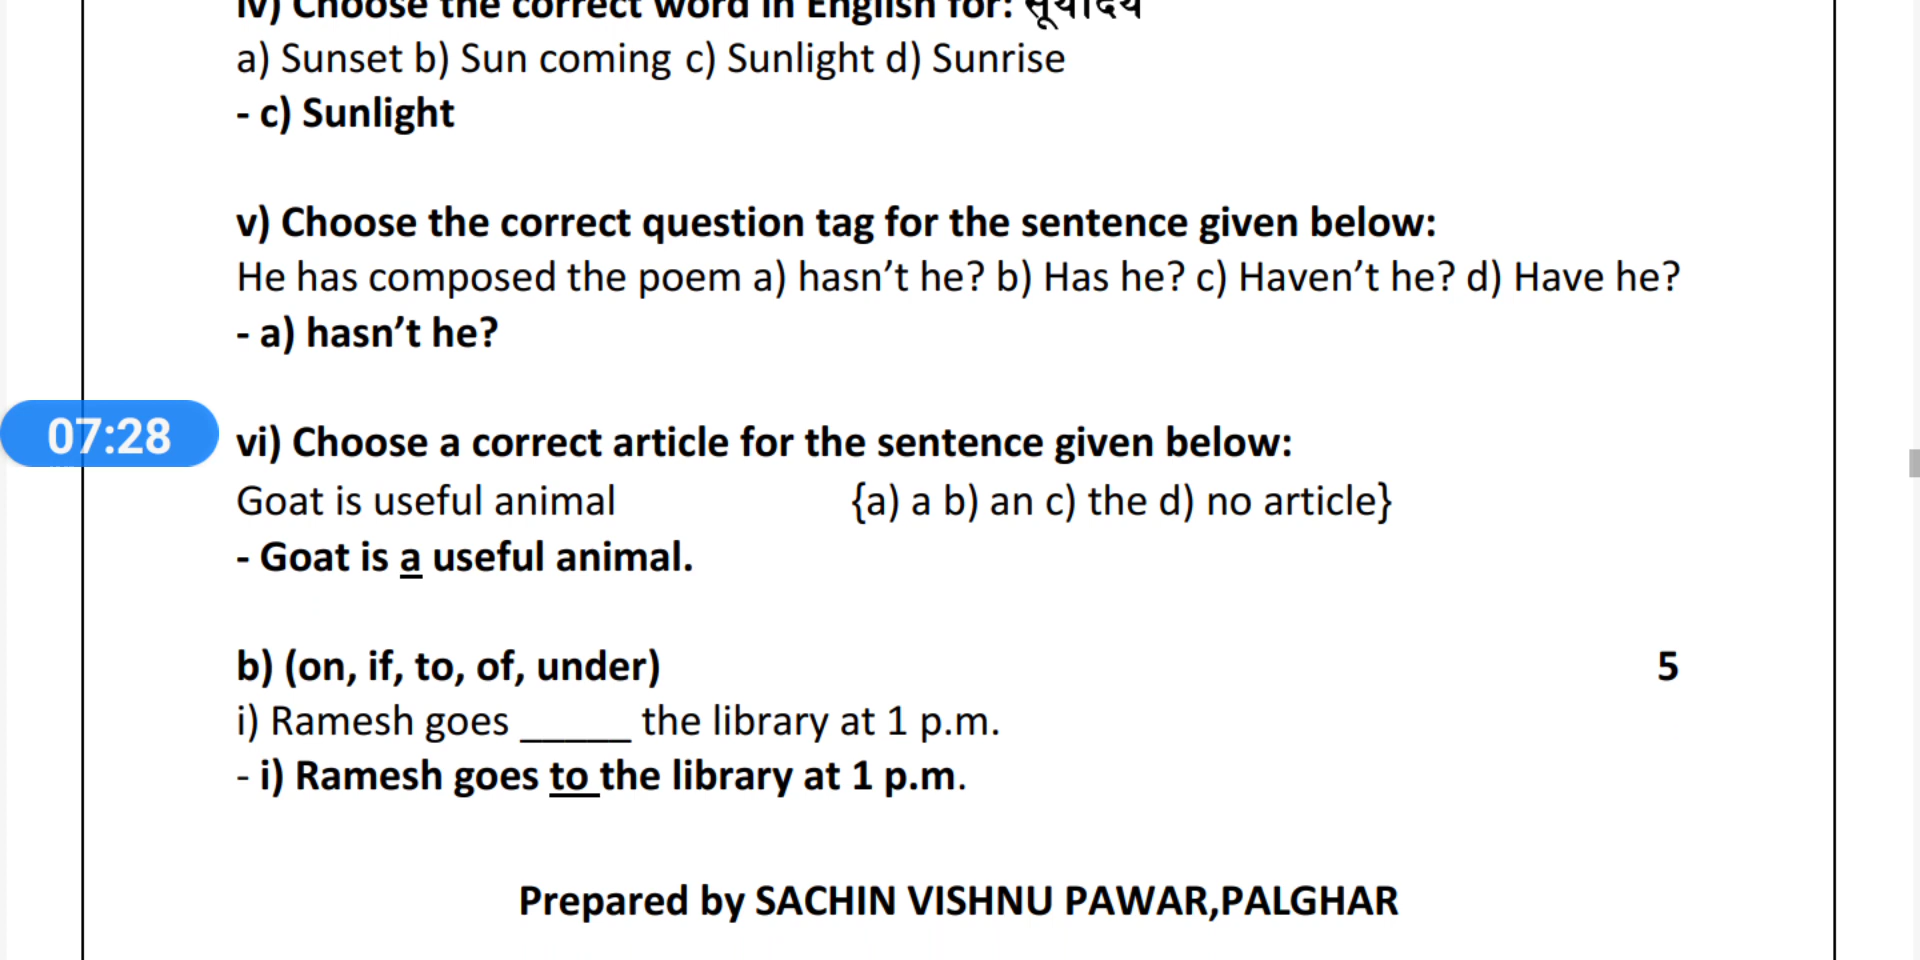 iv) Choose the correct word in English for: सूर्योदय
a) Sunset b) Sun coming c) Sunlight d) Sunrise
- c) Sunlight
v) Choose the correct question tag for the sentence given below:
He has composed the poem a) hasn’t he? b) Has he? c) Haven’t he? d) Have he?
- a) hasn’t he?
07:28
vi) Choose a correct article for the sentence given below:
Goat is useful animal {a) a b) an c) the d) no article}
- Goat is a useful animal.
b) (on, if, to, of, under) 5
i) Ramesh goes _____ the library at 1 p.m.
- i) Ramesh goes to the library at 1 p.m.
Prepared by SACHIN VISHNU PAWAR,PALGHAR